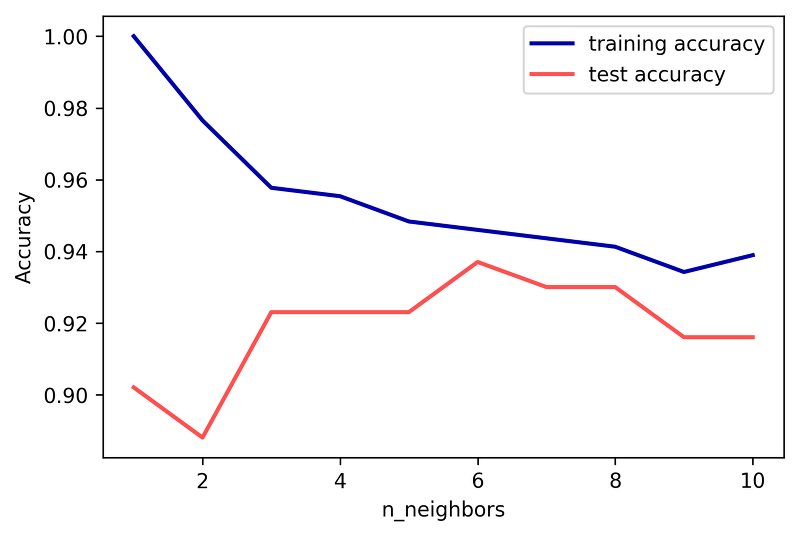 training accuracy
test accuracy
1.00
0.98
0.96
0.94
0.92
0.90
Accuracy
2 4 6 8 10
n_neighbors